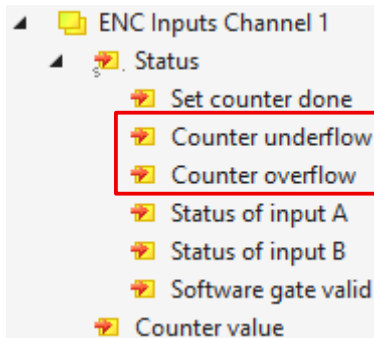 ENC Inputs Channel 1
Status
Set counter done
Counter underflow
Counter overflow
Status of input A
Status of input B
Software gate valid
Counter value